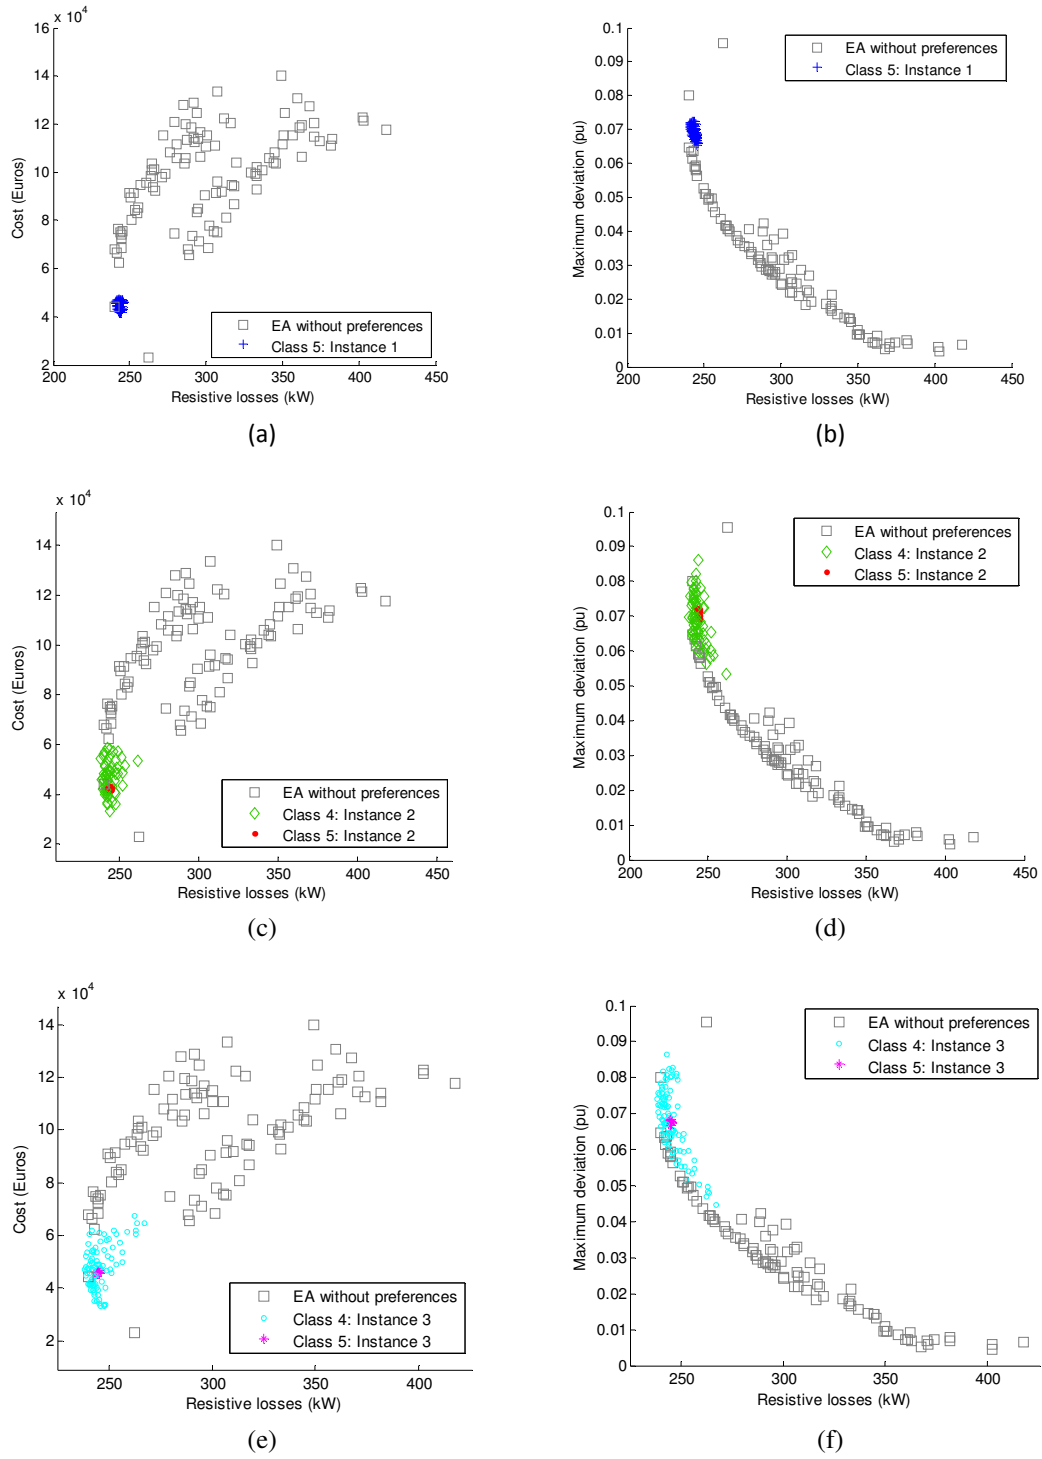 x 10^4
16
14
12
10
8
6
4
2
200
250
300
350
400
450
Cost (Euros)
Resistive losses (kW)
EA without preferences
Class 5: Instance 1
(a)
0.1
0.09
0.08
0.07
0.06
0.05
0.04
0.03
0.02
0.01
0
200
250
300
350
400
450
Maximum deviation (pu)
Resistive losses (kW)
EA without preferences
Class 5: Instance 1
(b)
x 10^4
14
12
10
8
6
4
2
250
300
350
400
450
Cost (Euros)
Resistive losses (kW)
EA without preferences
Class 4: Instance 2
Class 5: Instance 2
(c)
0.1
0.09
0.08
0.07
0.06
0.05
0.04
0.03
0.02
0.01
0
200
250
300
350
400
450
Maximum deviation (pu)
Resistive losses (kW)
EA without preferences
Class 4: Instance 2
Class 5: Instance 2
(d)
x 10^4
14
12
10
8
6
4
2
250
300
350
400
450
Cost (Euros)
Resistive losses (kW)
EA without preferences
Class 4: Instance 3
Class 5: Instance 3
(e)
0.1
0.09
0.08
0.07
0.06
0.05
0.04
0.03
0.02
0.01
0
250
300
350
400
Maximum deviation (pu)
Resistive losses (kW)
EA without preferences
Class 4: Instance 3
Class 5: Instance 3
(f)